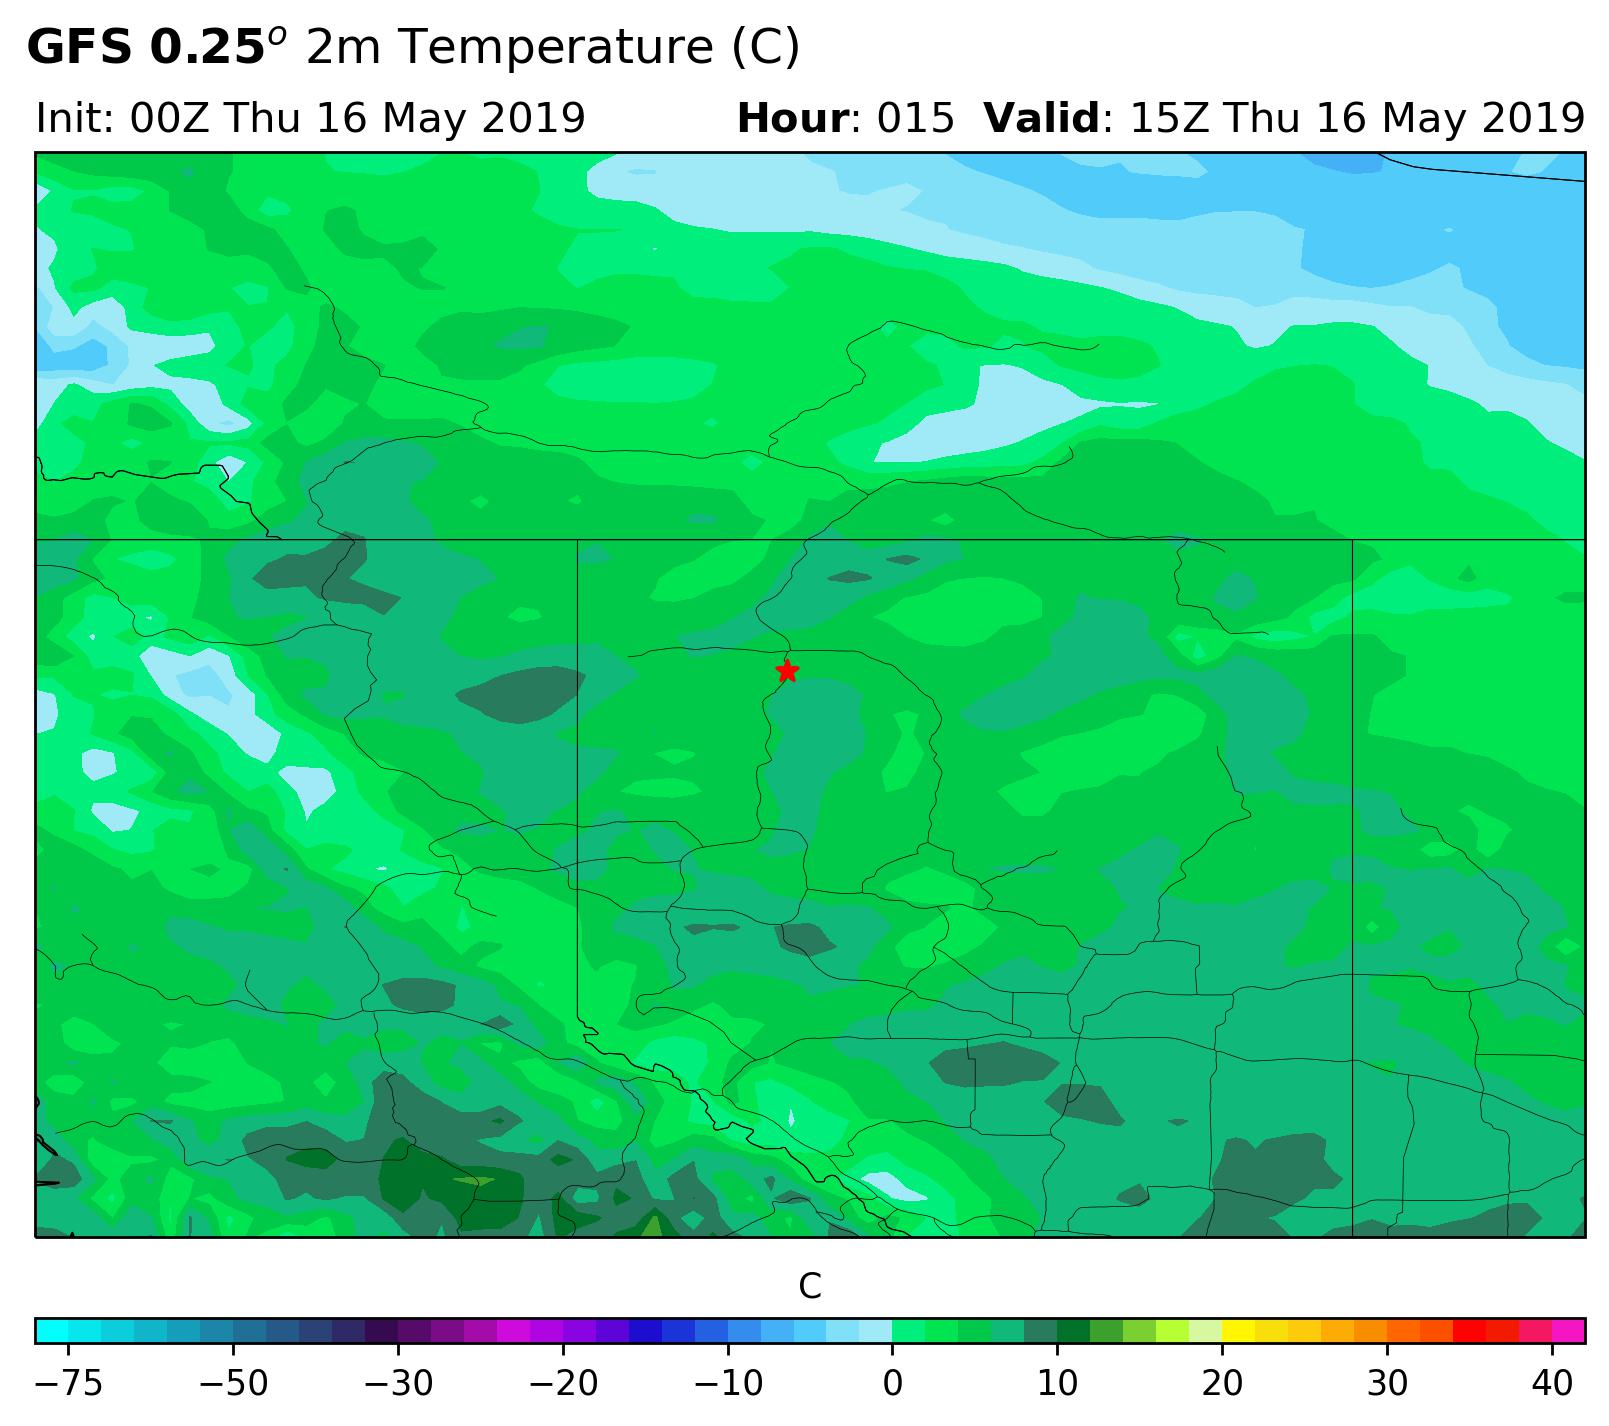 GFS 0.25ᵒ 2m Temperature (C)
Init: 00Z Thu 16 May 2019 Hour: 015 Valid: 15Z Thu 16 May 2019
C
−75 −50 −30 −20 −10 0 10 20 30 40